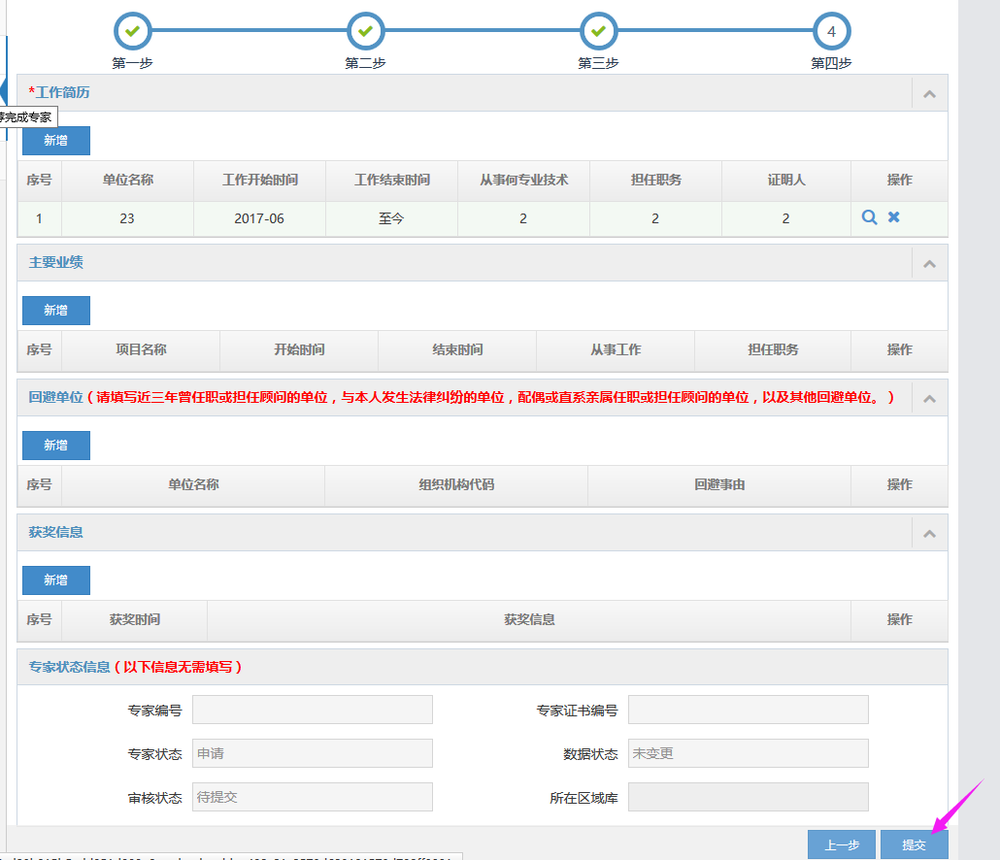 4
第一步 第二步 第三步 第四步
*工作简历
荐完成专家
新增
序号 单位名称 工作开始时间 工作结束时间 从事何专业技术 担任职务 证明人 操作
1 23 2017-06 至今 2 2 2
主要业绩
新增
序号 项目名称 开始时间 结束时间 从事工作 担任职务 操作
回避单位（请填写近三年曾任职或担任顾问的单位，与本人发生法律纠纷的单位，配偶或直系亲属任职或担任顾问的单位，以及其他回避单位。）
新增
序号 单位名称 组织机构代码 回避事由 操作
获奖信息
新增
序号 获奖时间 获奖信息 操作
专家状态信息（以下信息无需填写）
专家编号 专家证书编号
专家状态 申请 数据状态 未变更
审核状态 待提交 所在区域库
上一步 提交